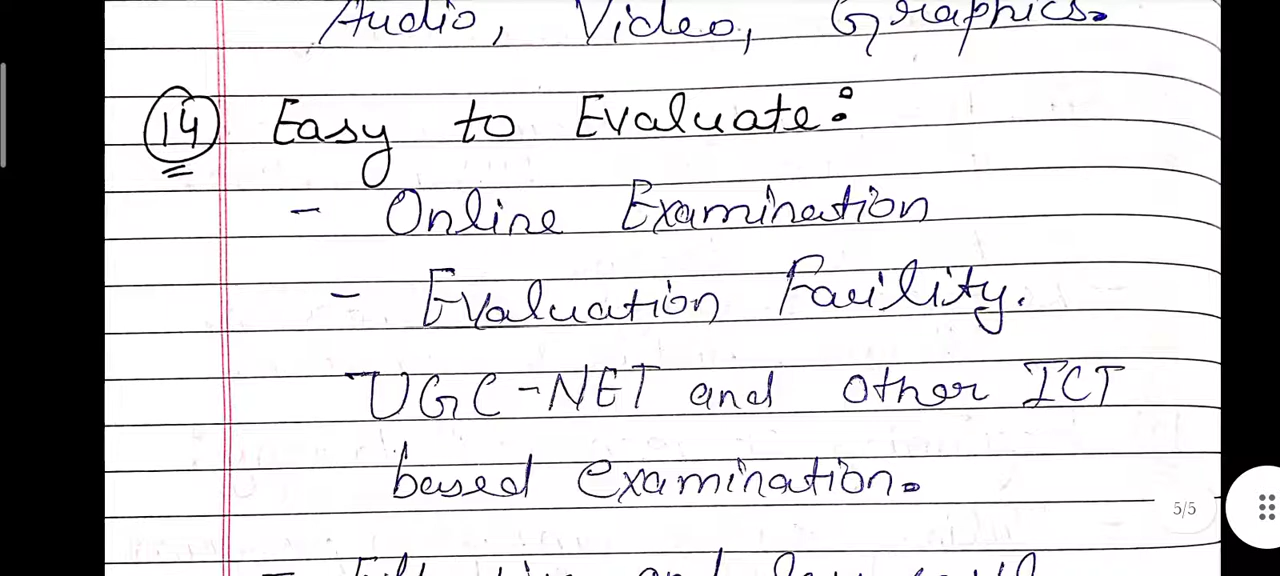 Audio, Video, Graphics.
14 Easy to Evaluate:
- Online Examination
- Evaluation Facility.
UGC-NET and other ICT
based examination.
5/5
and